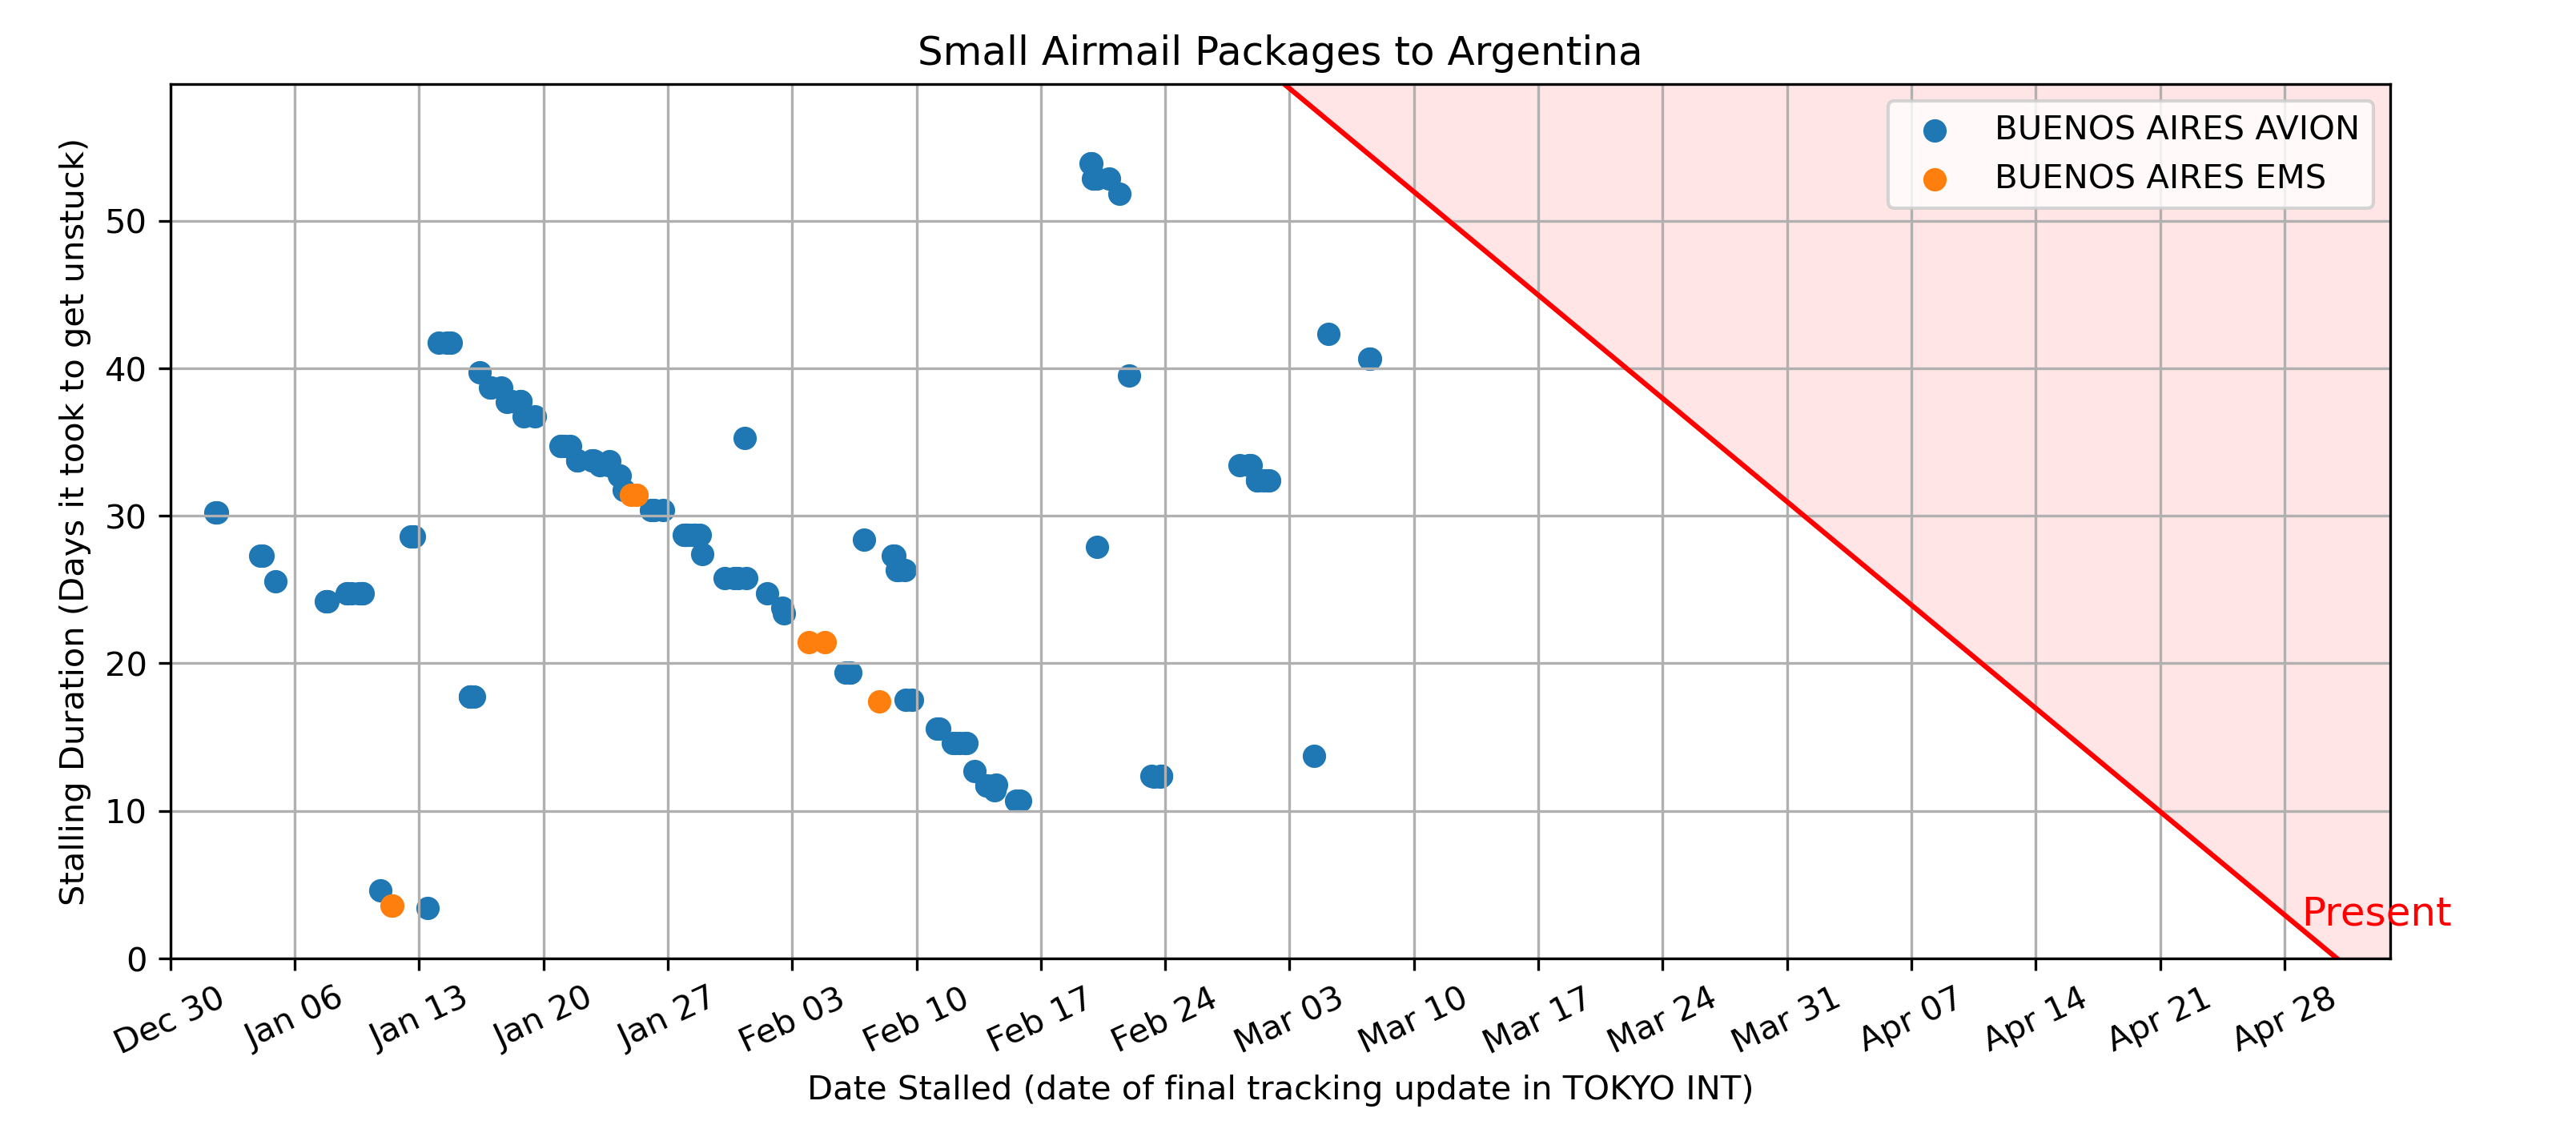 Small Airmail Packages to Argentina
BUENOS AIRES AVION
BUENOS AIRES EMS
Stalling Duration (Days it took to get unstuck)
50
40
30
20
10
0
Present
Dec 30
Jan 06
Jan 13
Jan 20
Jan 27
Feb 03
Feb 10
Feb 17
Feb 24
Mar 03
Mar 10
Mar 17
Mar 24
Mar 31
Apr 07
Apr 14
Apr 21
Apr 28
Date Stalled (date of final tracking update in TOKYO INT)